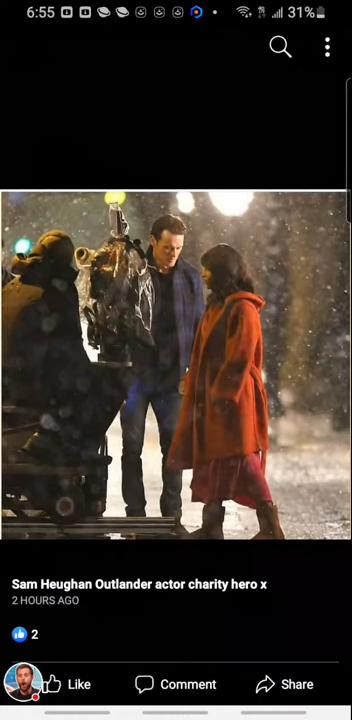 6:55
31%
Sam Heughan Outlander actor charity hero x
2 HOURS AGO
2
Like
Comment
Share